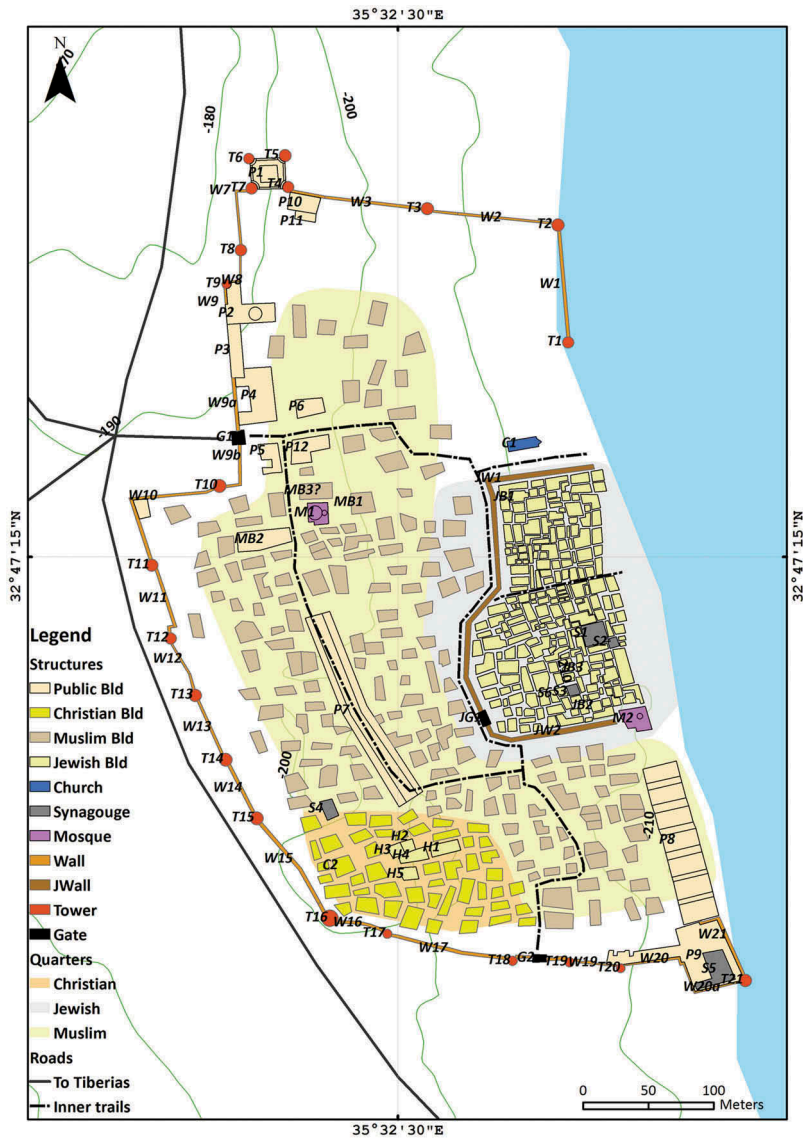 35°32'30"E
N
-170
-180
-200
T6
T5
P1
T7
T4
W7
P10
P11
W3
T3
W2
T2
T8
W1
T9
W8
W9
P2
T1
P3
W9a
P4
P6
-190
G1
C1
W9b
P5
P12
JW1
T10
MB3?
JB1
W10
MB1
M1
32°47'15"N
32°47'15"N
MB2
T11
W11
T12
S1
S2
W12
JB3
T13
S6
S3
JB2
P7
JG1
M2
W13
JW2
T14
-200
W14
S4
T15
-210
P8
H2
H1
H3
H4
W15
C2
H5
T16
W16
T17
W17
W21
T18
G2
T19
W19
T20
W20
P9
S5
T21
W20a
Legend
Structures
Public Bld
Christian Bld
Muslim Bld
Jewish Bld
Church
Synagouge
Mosque
Wall
JWall
Tower
Gate
Quarters
Christian
Jewish
Muslim
Roads
To Tiberias
Inner trails
0 50 100
Meters
35°32'30"E